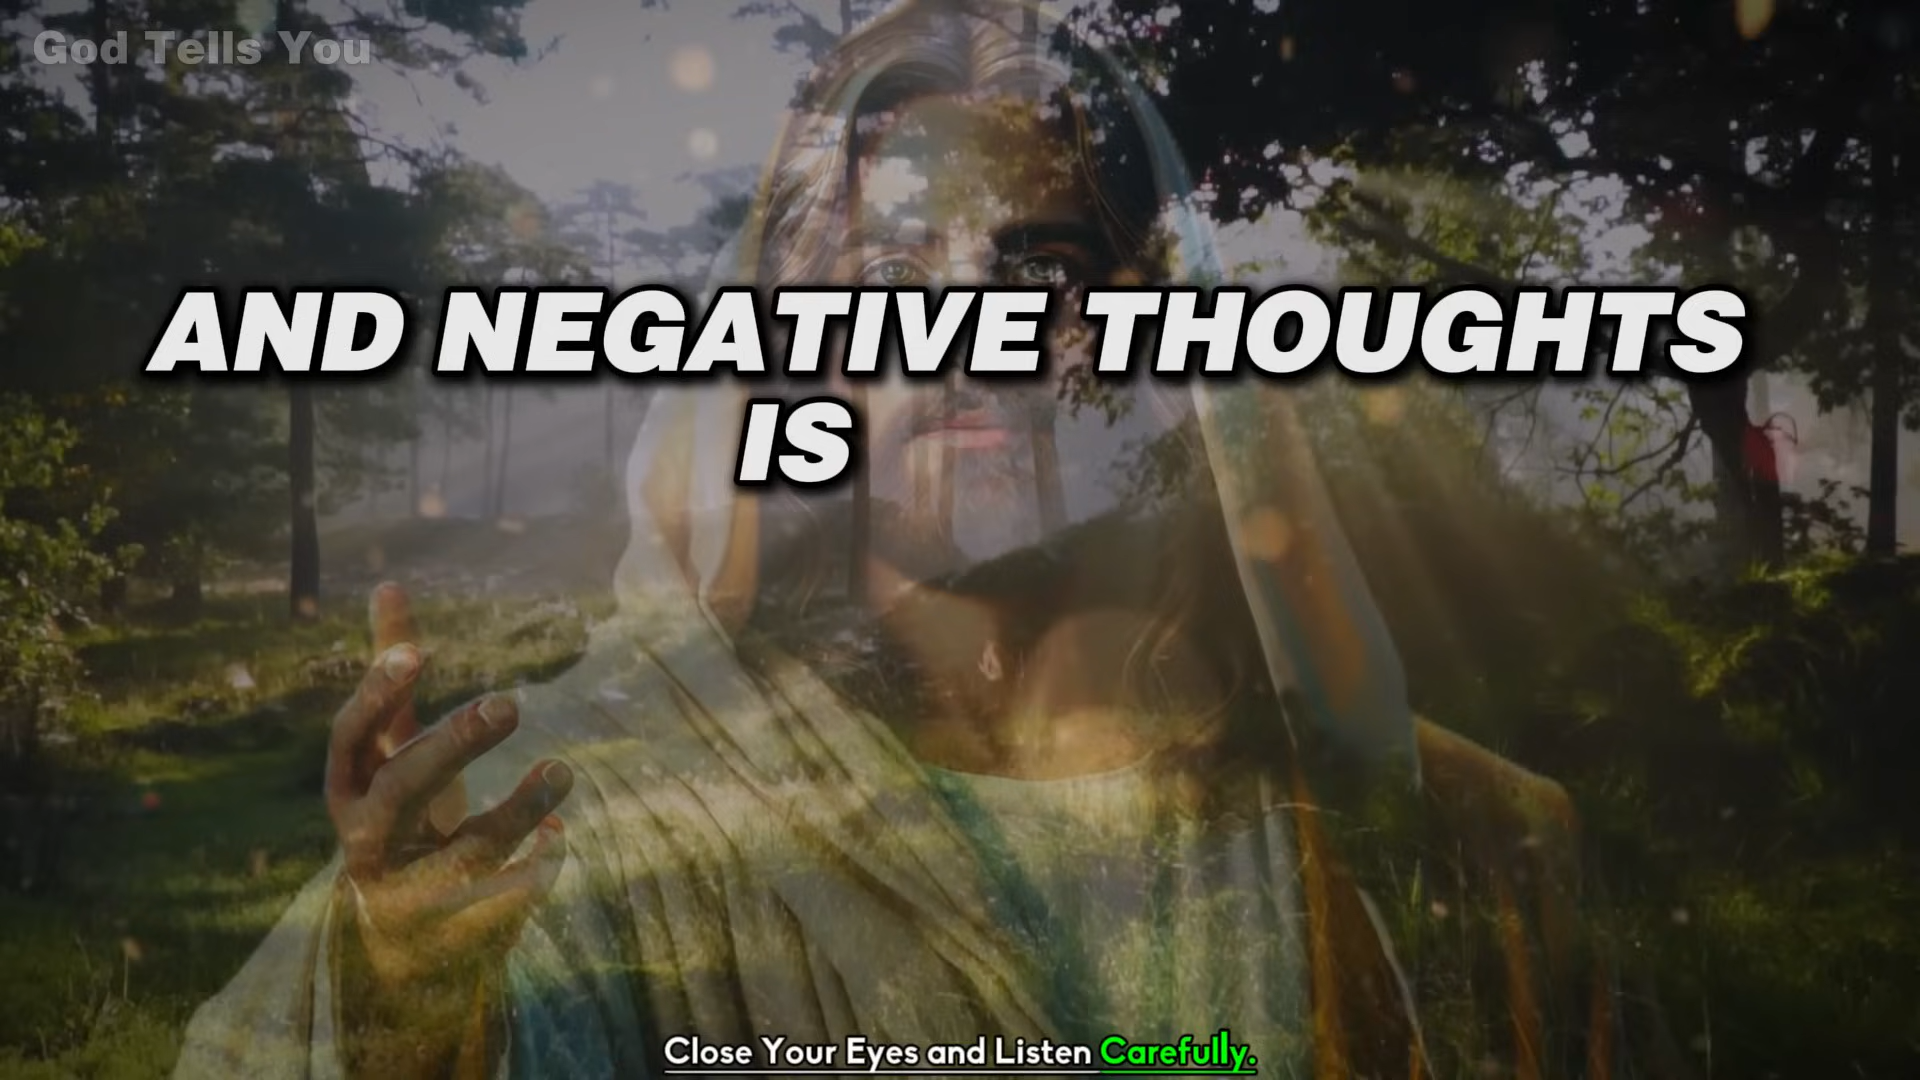 God Tells You
AND NEGATIVE THOUGHTS
IS
Close Your Eyes and Listen Carefully.